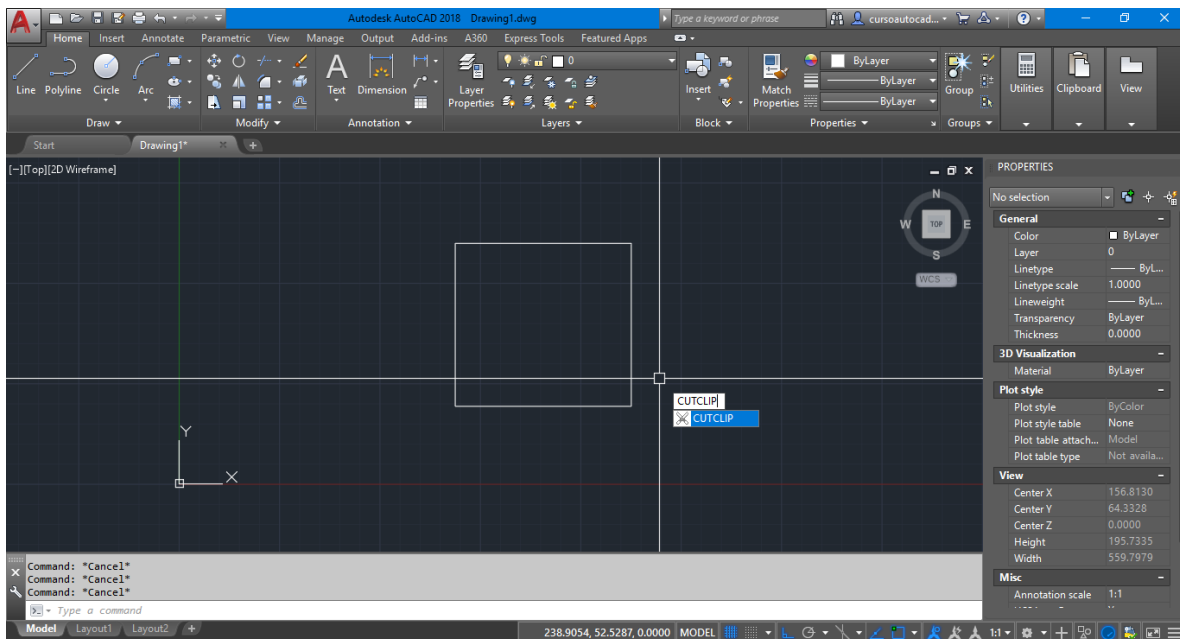 Autodesk AutoCAD 2018 Drawing1.dwg
Type a keyword or phrase
cursoautocad...
Home Insert Annotate Parametric View Manage Output Add-ins A360 Express Tools Featured Apps
0
ByLayer
ByLayer
ByLayer
Line Polyline Circle Arc
Text Dimension
Layer Properties
Insert
Match Properties
Group
Utilities Clipboard View
Draw Modify Annotation Layers Block Properties Groups
Start Drawing1* +
[–][Top][2D Wireframe]
N
W TOP E
S
WCS
CUTCLIP
CUTCLIP
Y
X
PROPERTIES
No selection
General
Color ByLayer
Layer 0
Linetype ByL...
Linetype scale 1.0000
Lineweight ByL...
Transparency ByLayer
Thickness 0.0000
3D Visualization
Material ByLayer
Plot style
Plot style ByColor
Plot style table None
Plot table attach... Model
Plot table type Not availa...
View
Center X 156.8130
Center Y 64.3328
Center Z 0.0000
Height 195.7335
Width 559.7979
Misc
Annotation scale 1:1
Command: *Cancel*
Command: *Cancel*
Command: *Cancel*
Type a command
Model Layout1 Layout2 +
238.9054, 52.5287, 0.0000 MODEL 1:1